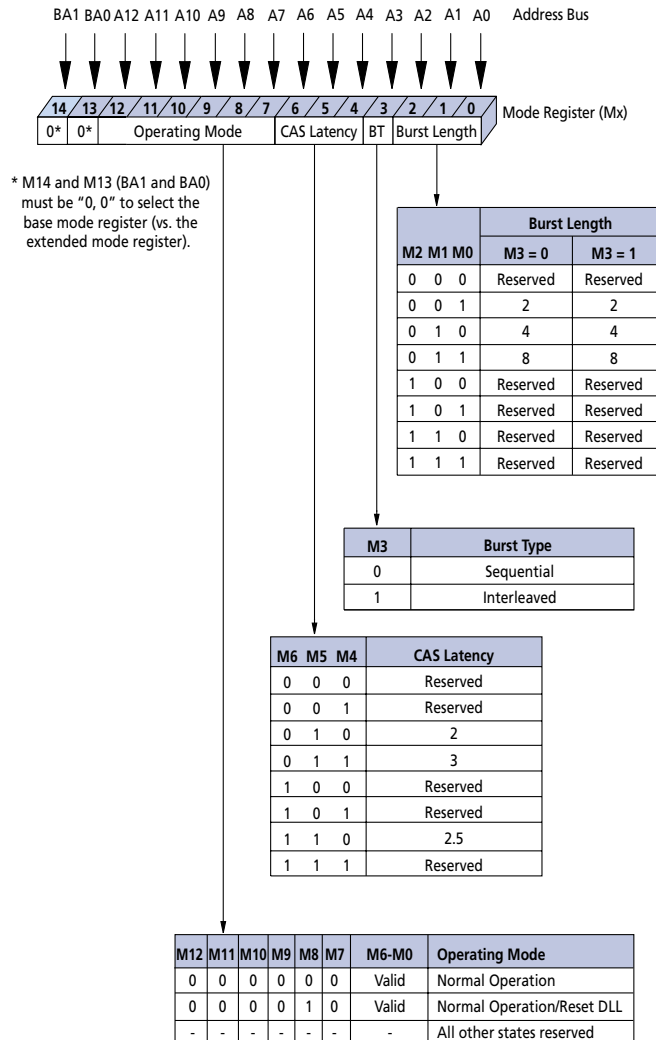 BA1 BA0 A12 A11 A10 A9 A8 A7 A6 A5 A4 A3 A2 A1 A0 Address Bus
14 13 12 11 10 9 8 7 6 5 4 3 2 1 0 Mode Register (Mx)
0* 0* Operating Mode CAS Latency BT Burst Length
* M14 and M13 (BA1 and BA0)
must be "0, 0" to select the
base mode register (vs. the
extended mode register).
Burst Length
M2 M1 M0 M3 = 0 M3 = 1
0 0 0 Reserved Reserved
0 0 1 2 2
0 1 0 4 4
0 1 1 8 8
1 0 0 Reserved Reserved
1 0 1 Reserved Reserved
1 1 0 Reserved Reserved
1 1 1 Reserved Reserved
M3 Burst Type
0 Sequential
1 Interleaved
M6 M5 M4 CAS Latency
0 0 0 Reserved
0 0 1 Reserved
0 1 0 2
0 1 1 3
1 0 0 Reserved
1 0 1 Reserved
1 1 0 2.5
1 1 1 Reserved
M12 M11 M10 M9 M8 M7 M6-M0 Operating Mode
0 0 0 0 0 0 Valid Normal Operation
0 0 0 0 1 0 Valid Normal Operation/Reset DLL
- - - - - - - All other states reserved